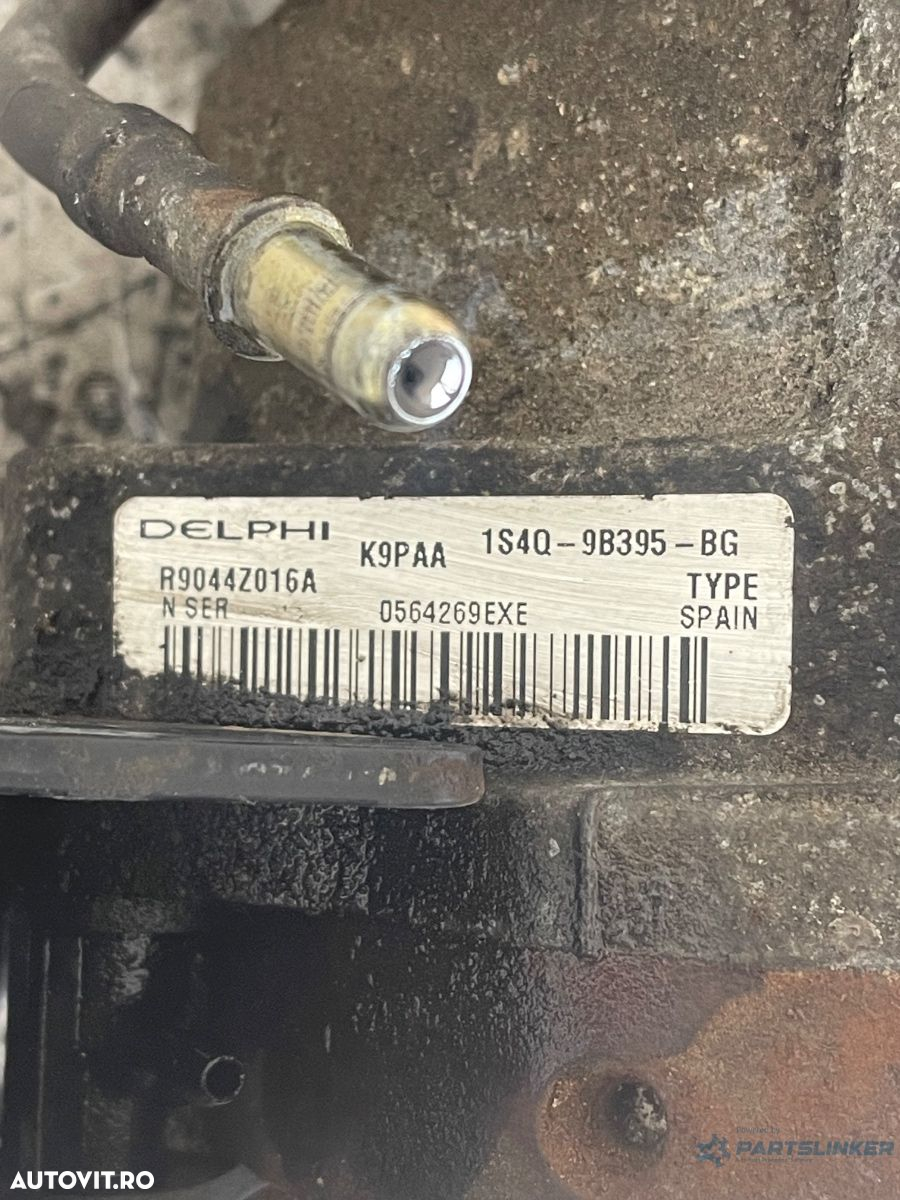 DELPHI
K9PAA
1S4Q-9B395-BG
R9044Z016A
TYPE
N SER
0564269EXE
SPAIN
Powered by
PARTSLINKER
AUTOVIT.RO